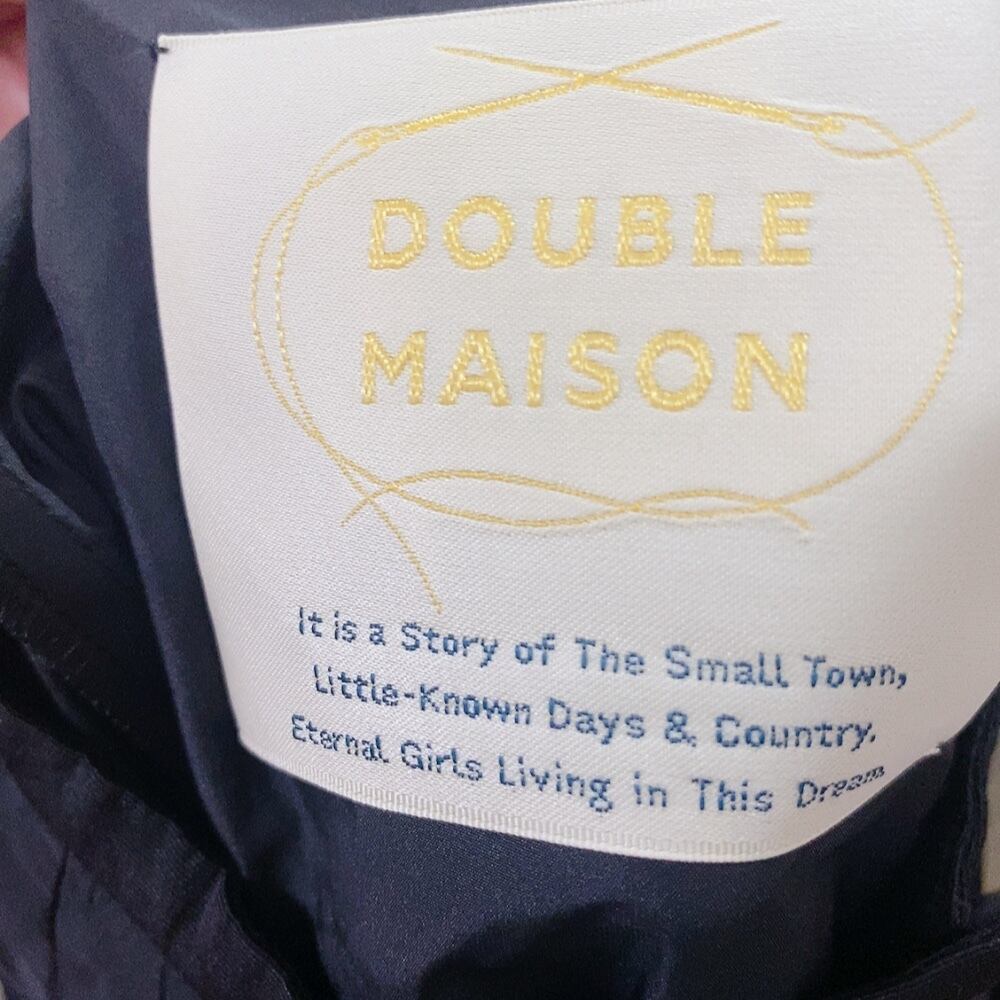 DOUBLE
MAISON
It is a Story of The Small Town,
Little-Known Days & Country.
Eternal Girls Living in This Dream